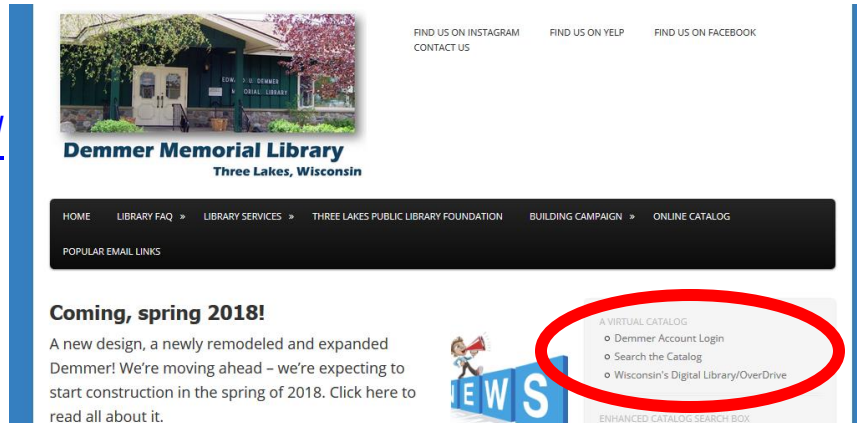 FIND US ON INSTAGRAM FIND US ON YELP FIND US ON FACEBOOK
CONTACT US
EDWARD U. DEMMER
MEMORIAL LIBRARY
Demmer Memorial Library
Three Lakes, Wisconsin
HOME LIBRARY FAQ » LIBRARY SERVICES » THREE LAKES PUBLIC LIBRARY FOUNDATION BUILDING CAMPAIGN » ONLINE CATALOG
POPULAR EMAIL LINKS
Coming, spring 2018!
A new design, a newly remodeled and expanded
Demmer! We’re moving ahead – we’re expecting to
start construction in the spring of 2018. Click here to
read all about it.
NEWS
A VIRTUAL CATALOG
Demmer Account Login
Search the Catalog
Wisconsin's Digital Library/OverDrive
ENHANCED CATALOG SEARCH BOX